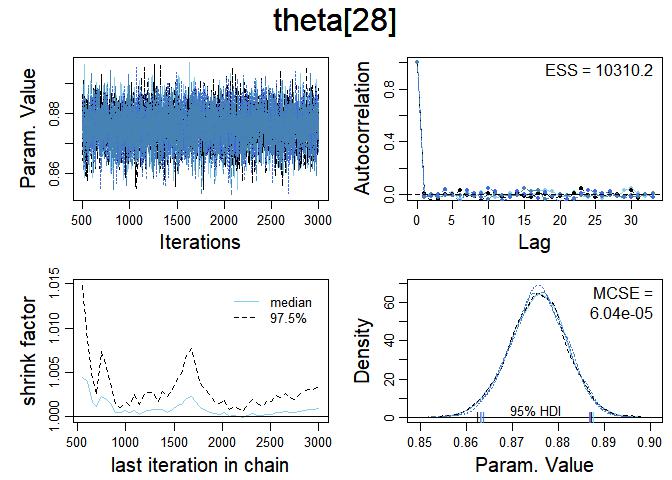 theta[28]
Param. Value
0.86
0.88
500
1000
1500
2000
2500
3000
Iterations
Autocorrelation
0.0
0.4
0.8
ESS = 10310.2
0
5
10
15
20
25
30
Lag
shrink factor
1.000
1.005
1.010
1.015
median
97.5%
500
1000
1500
2000
2500
3000
last iteration in chain
Density
0
20
40
60
MCSE =
6.04e-05
95% HDI
0.85
0.86
0.87
0.88
0.89
0.90
Param. Value